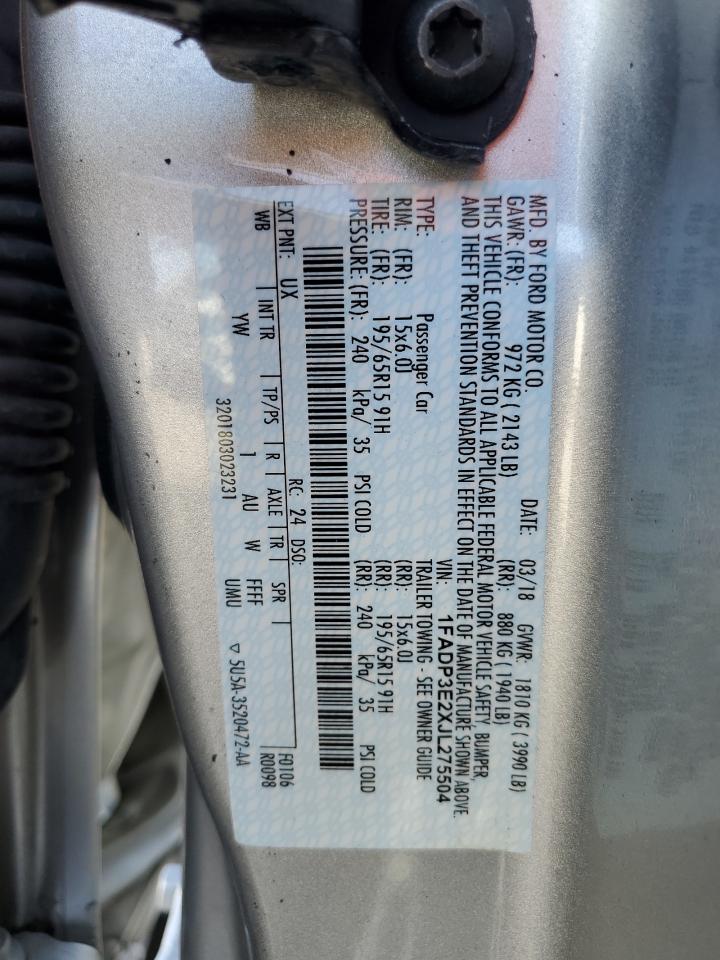 MFD. BY FORD MOTOR CO.
DATE: 03/18 GVWR: 1810 KG ( 3990 LB)
GAWR: (FR): 972 KG ( 2143 LB) (RR): 880 KG ( 1940 LB)
THIS VEHICLE CONFORMS TO ALL APPLICABLE FEDERAL MOTOR VEHICLE SAFETY, BUMPER,
AND THEFT PREVENTION STANDARDS IN EFFECT ON THE DATE OF MANUFACTURE SHOWN ABOVE.
VIN: 1FADP3E2XJL275504
TYPE: Passenger Car TRAILER TOWING - SEE OWNER GUIDE
RIM: (FR): 15x6.0J (RR): 15x6.0J
TIRE: (FR): 195/65R15 91H (RR): 195/65R15 91H
PRESSURE: (FR): 240 kPa/ 35 PSI COLD (RR): 240 kPa/ 35 PSI COLD
EXT PNT: UX RC: 24 DSO: F0106
WB INT TR TP/PS R AXLE TR SPR R0098
YW 1 AU W FFFF UMU
3201803023231 ▽ 5U5A-3520472-AA